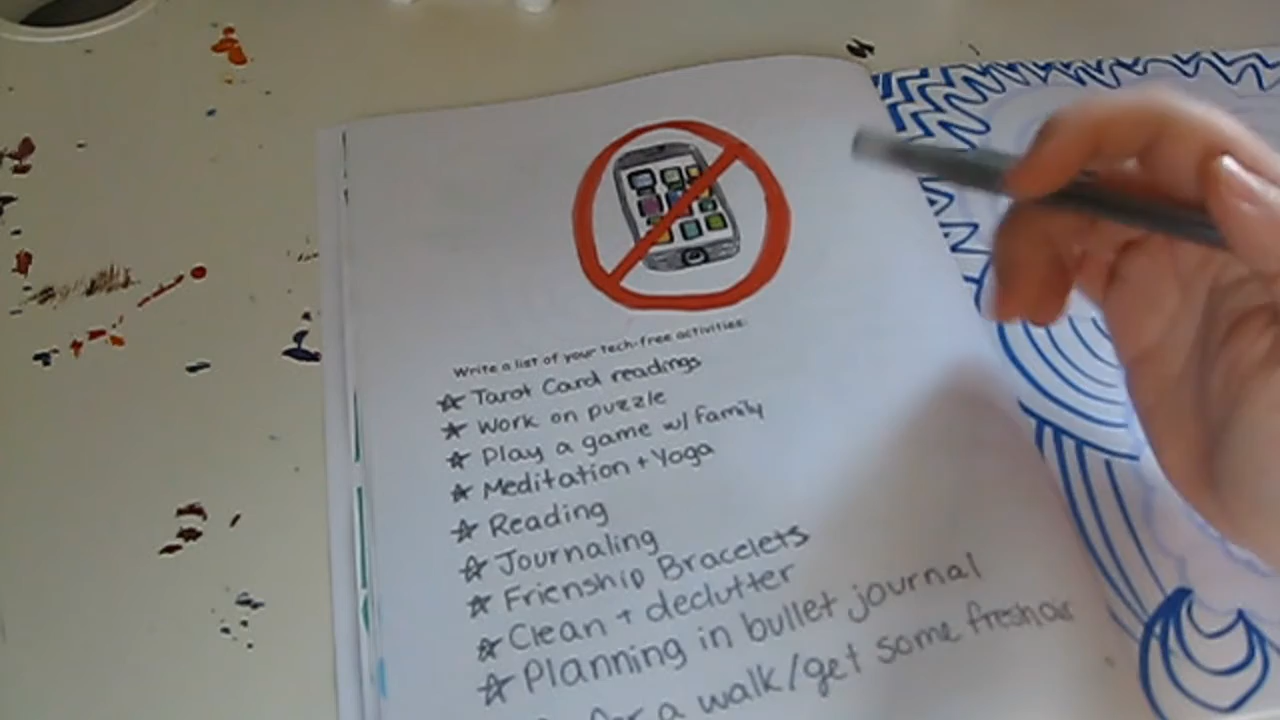 Write a list of your tech-free activities:
Tarot Card readings
Work on puzzle
Play a game w/ family
Meditation + Yoga
Reading
Journaling
Frienship Bracelets
Clean + declutter
Planning in bullet journal
for a walk/get some fresh air